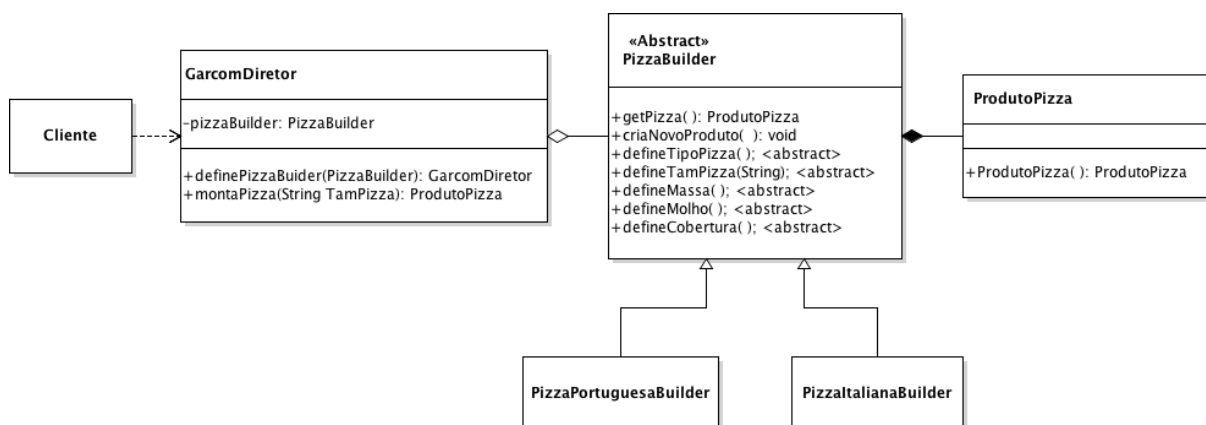 Cliente
GarcomDiretor
-pizzaBuilder: PizzaBuilder
+definePizzaBuider(PizzaBuilder): GarcomDiretor
+montaPizza(String TamPizza): ProdutoPizza
«Abstract»
PizzaBuilder
+getPizza( ): ProdutoPizza
+criaNovoProduto( ): void
+defineTipoPizza( ); <abstract>
+defineTamPizza(String); <abstract>
+defineMassa( ); <abstract>
+defineMolho( ); <abstract>
+defineCobertura( ); <abstract>
ProdutoPizza
+ProdutoPizza( ): ProdutoPizza
PizzaPortuguesaBuilder
PizzaItalianaBuilder